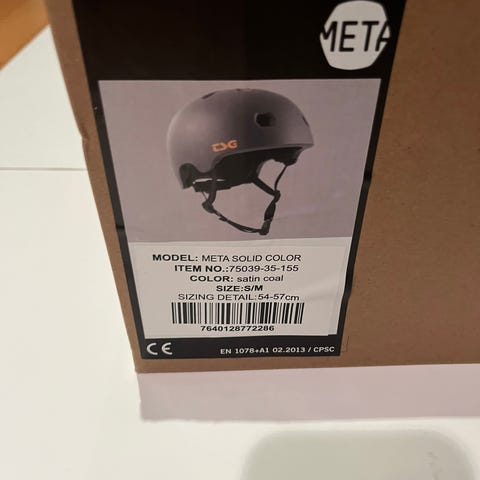 META
TSG
MODEL: META SOLID COLOR
ITEM NO.:75039-35-155
COLOR: satin coal
SIZE:S/M
SIZING DETAIL:54-57cm
7640128772286
CE EN 1078+A1 02.2013 / CPSC